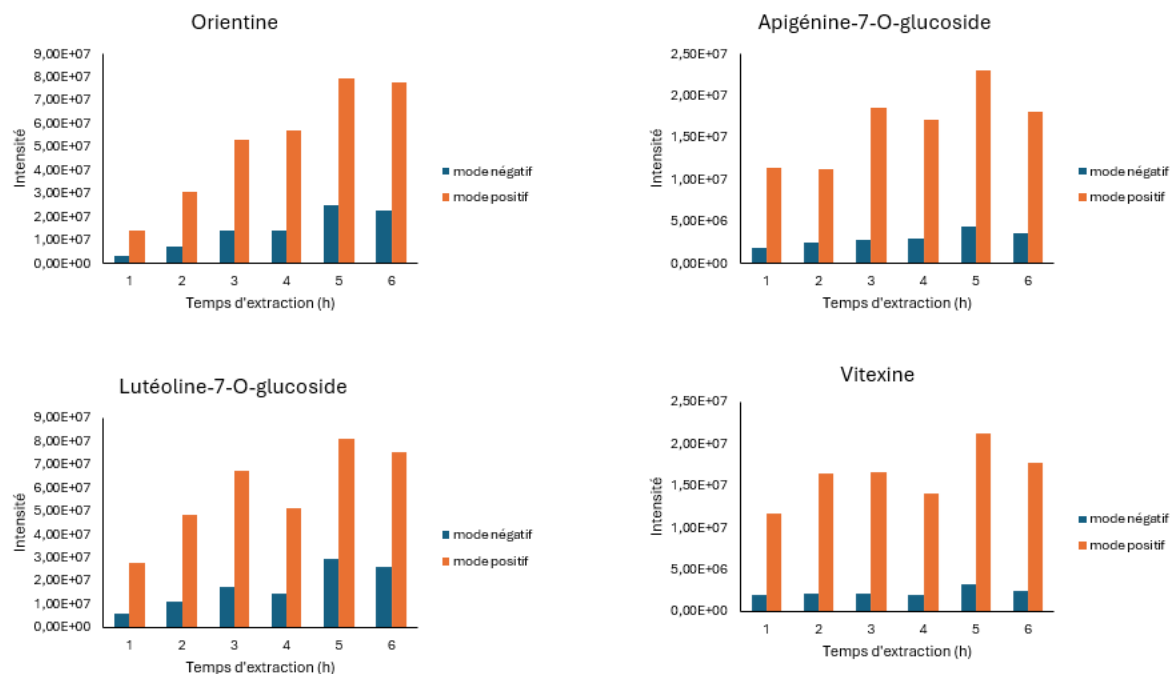 Orientine
9,00E+07
8,00E+07
7,00E+07
6,00E+07
5,00E+07
4,00E+07
3,00E+07
2,00E+07
1,00E+07
0,00E+00
Intensité
1 2 3 4 5 6
Temps d'extraction (h)
mode négatif
mode positif
Apigénine-7-O-glucoside
2,50E+07
2,00E+07
1,50E+07
1,00E+07
5,00E+06
0,00E+00
Intensité
1 2 3 4 5 6
Temps d'extraction (h)
mode négatif
mode positif
Lutéoline-7-O-glucoside
9,00E+07
8,00E+07
7,00E+07
6,00E+07
5,00E+07
4,00E+07
3,00E+07
2,00E+07
1,00E+07
0,00E+00
Intensité
1 2 3 4 5 6
Temps d'extraction (h)
mode négatif
mode positif
Vitexine
2,50E+07
2,00E+07
1,50E+07
1,00E+07
5,00E+06
0,00E+00
Intensité
1 2 3 4 5 6
Temps d'extraction (h)
mode négatif
mode positif